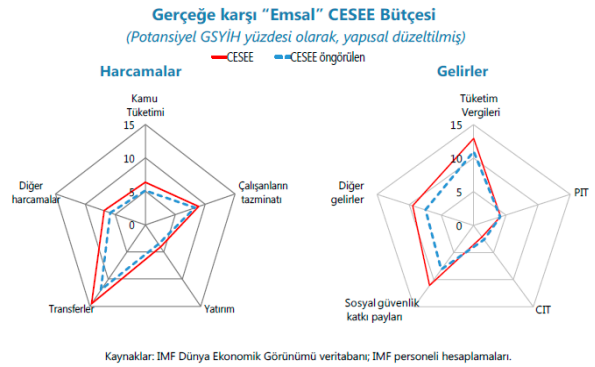 Gerçeğe karşı “Emsal” CESEE Bütçesi
(Potansiyel GSYİH yüzdesi olarak, yapısal düzeltilmiş)
CESEE CESEE öngörülen
Harcamalar
Kamu
Tüketimi
15
10
5
0
Diğer
harcamalar
Çalışanların
tazminatı
Transferler
Yatırım
Gelirler
Tüketim
Vergileri
15
10
5
0
Diğer
gelirler
PIT
Sosyal güvenlik
katkı payları
CIT
Kaynaklar: IMF Dünya Ekonomik Görünümü veritabanı; IMF personeli hesaplamaları.